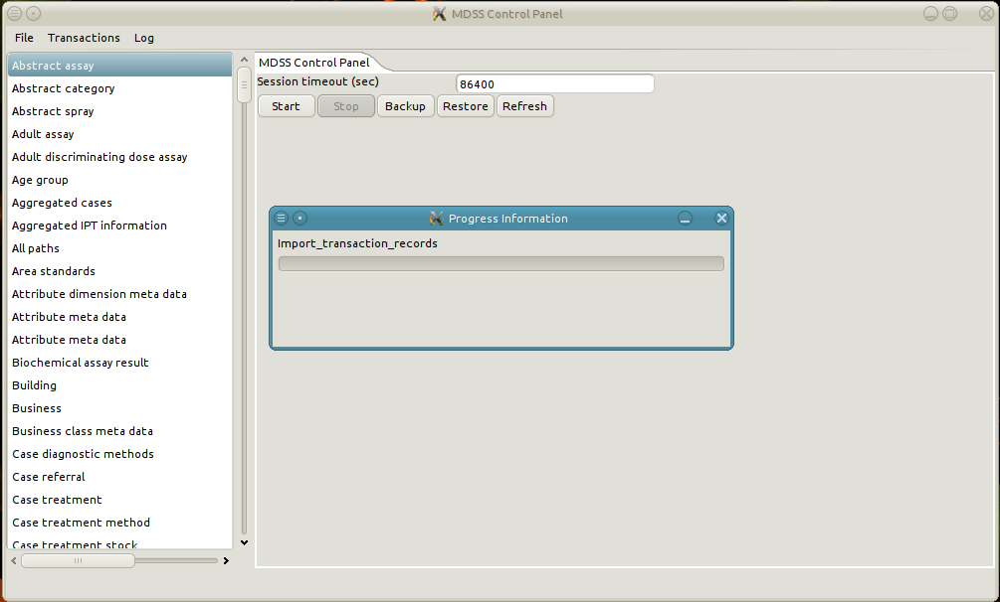 MDSS Control Panel
File Transactions Log
Abstract assay
Abstract category
Abstract spray
Adult assay
Adult discriminating dose assay
Age group
Aggregated cases
Aggregated IPT information
All paths
Area standards
Attribute dimension meta data
Attribute meta data
Attribute meta data
Biochemical assay result
Building
Business
Business class meta data
Case diagnostic methods
Case referral
Case treatment
Case treatment method
Case treatment stock
MDSS Control Panel
Session timeout (sec) 86400
Start Stop Backup Restore Refresh
Progress Information
Import_transaction_records